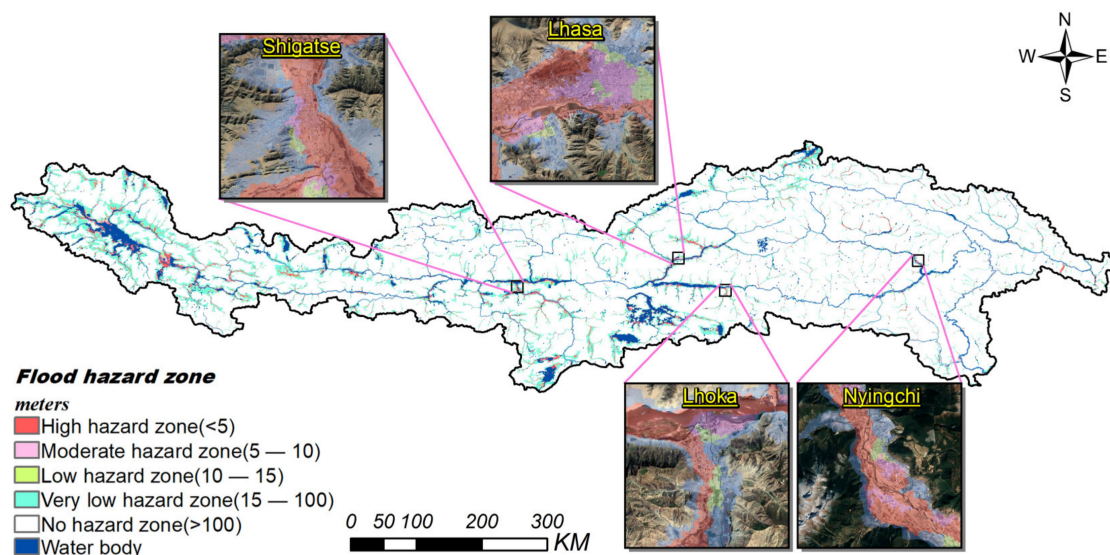 Shigatse
Lhasa
N
W E
S
Lhoka
Nyingchi
Flood hazard zone
meters
High hazard zone(<5)
Moderate hazard zone(5 — 10)
Low hazard zone(10 — 15)
Very low hazard zone(15 — 100)
No hazard zone(>100)
Water body
0 50 100 200 300
KM